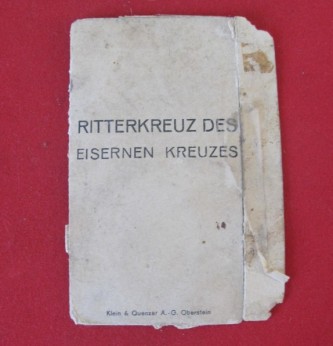 RITTERKREUZ DES
EISERNEN KREUZES
Klein & Quenzer A.-G. Oberstein